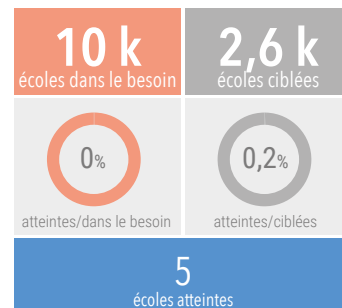 10 k
écoles dans le besoin
2,6 k
écoles ciblées
0%
atteintes/dans le besoin
0,2%
atteintes/ciblées
5
écoles atteintes